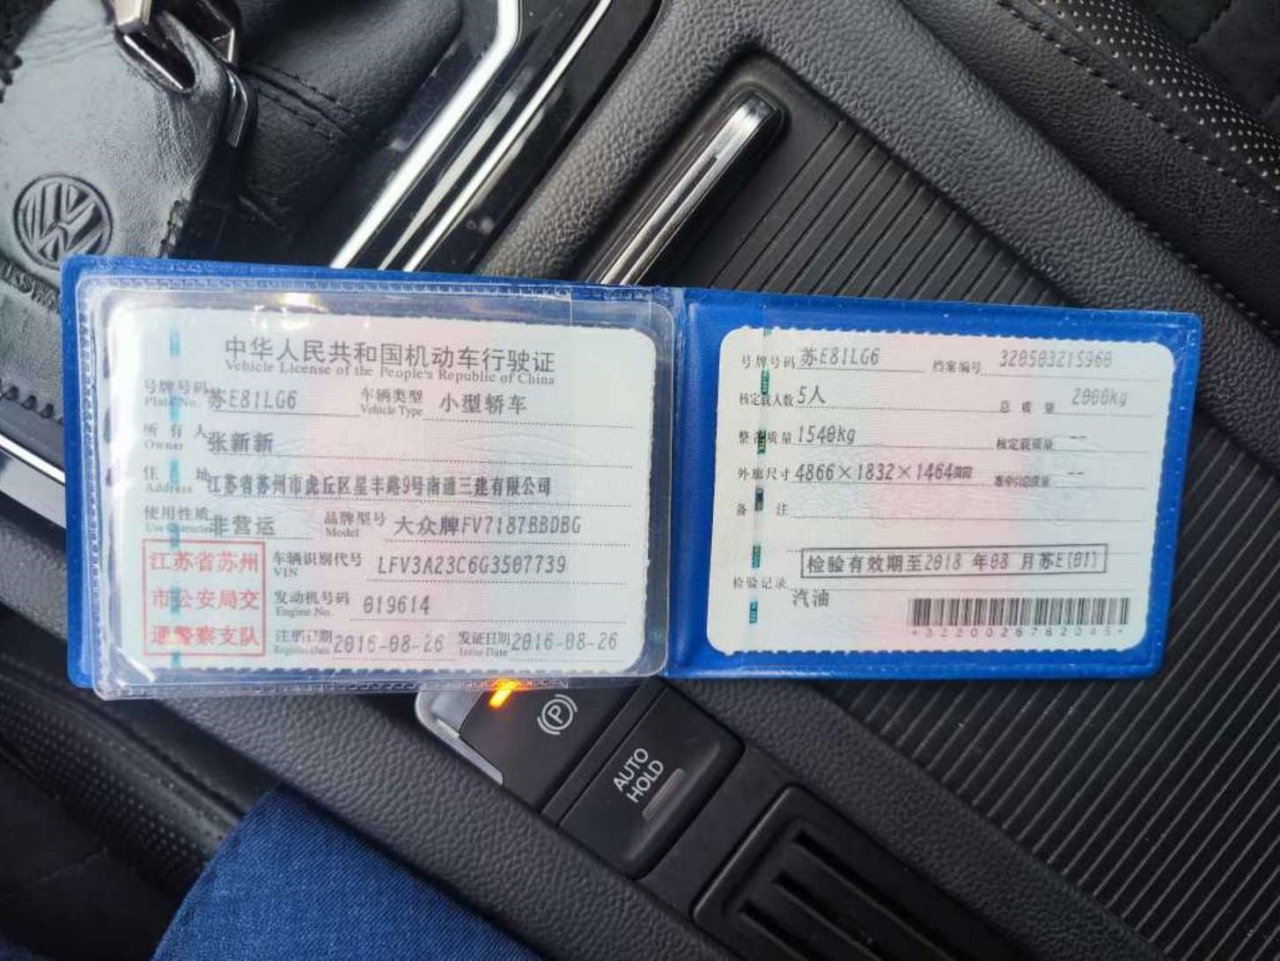 中华人民共和国机动车行驶证
Vehicle License of the People's Republic of China
号牌号码 苏E81LG6 车辆类型 小型轿车
Plate No. Vehicle Type
所有人 张新新
Owner
住址 江苏省苏州市虎丘区星丰路9号南通三建有限公司
Address
使用性质 非营运 品牌型号 大众牌FV7187BBDBG
Use Character Model
江苏省苏州
市公安局交
通警察支队
车辆识别代号 LFV3A23C6G3507739
VIN
发动机号码 019614
Engine No.
注册日期 2016-08-26 发证日期 2016-08-26
Register Date Issue Date
号牌号码 苏E81LG6 档案编号 320503215960
核定载人数 5人 总质量 2000kg
整备质量 1540kg 核定载质量 --
外廓尺寸 4866×1832×1464mm 准牵引总质量 --
备注
检验有效期至2018 年08 月苏E(01)
检验记录
汽油
*3220028782045*
AUTO
HOLD
P
VW